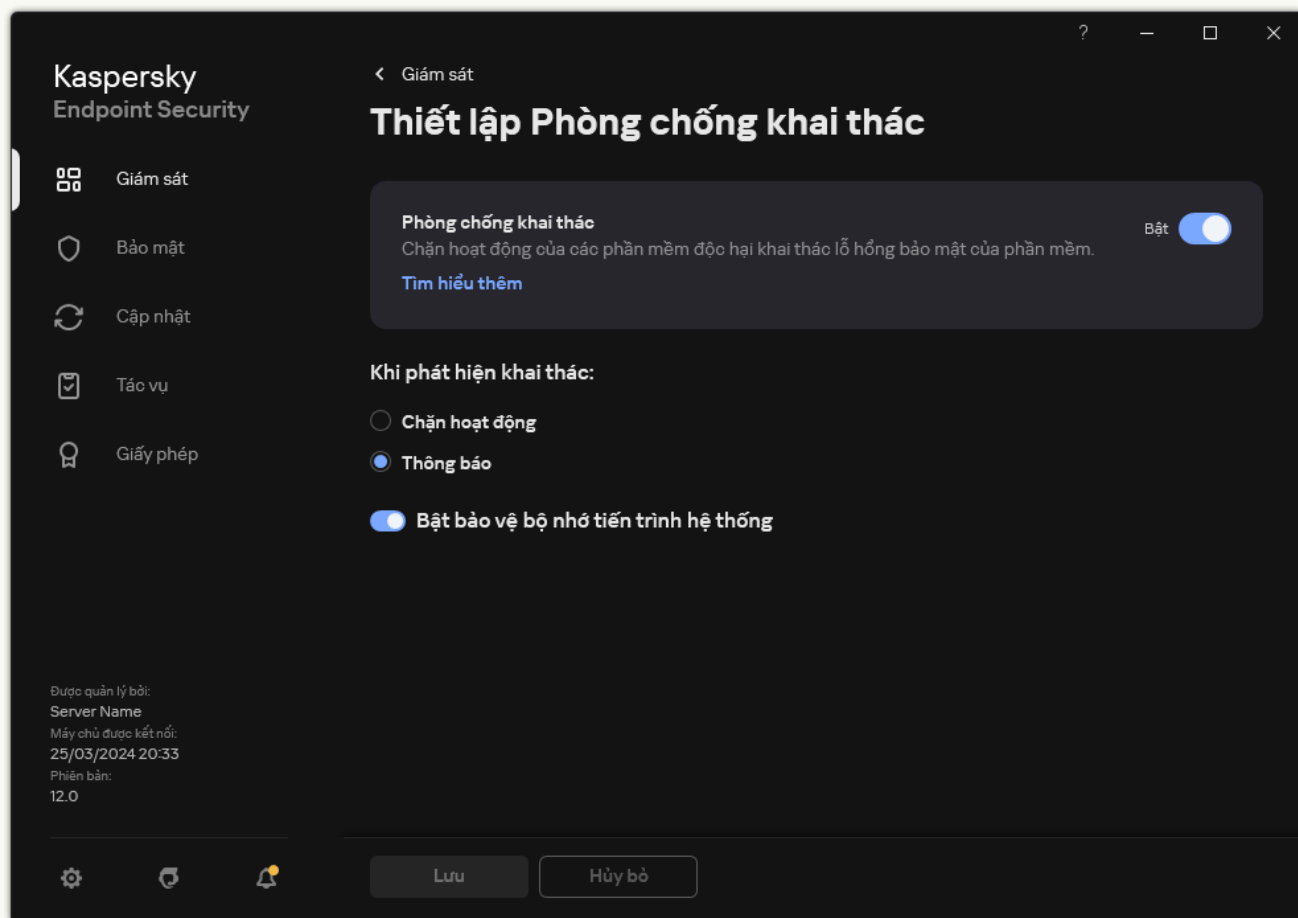 ?
Kaspersky
Endpoint Security
Giám sát
Bảo mật
Cập nhật
Tác vụ
Giấy phép
Được quản lý bởi:
Server Name
Máy chủ được kết nối:
25/03/2024 20:33
Phiên bản:
12.0
Giám sát
Thiết lập Phòng chống khai thác
Phòng chống khai thác
Bật
Chặn hoạt động của các phần mềm độc hại khai thác lỗ hổng bảo mật của phần mềm.
Tìm hiểu thêm
Khi phát hiện khai thác:
Chặn hoạt động
Thông báo
Bật bảo vệ bộ nhớ tiến trình hệ thống
Lưu
Hủy bỏ